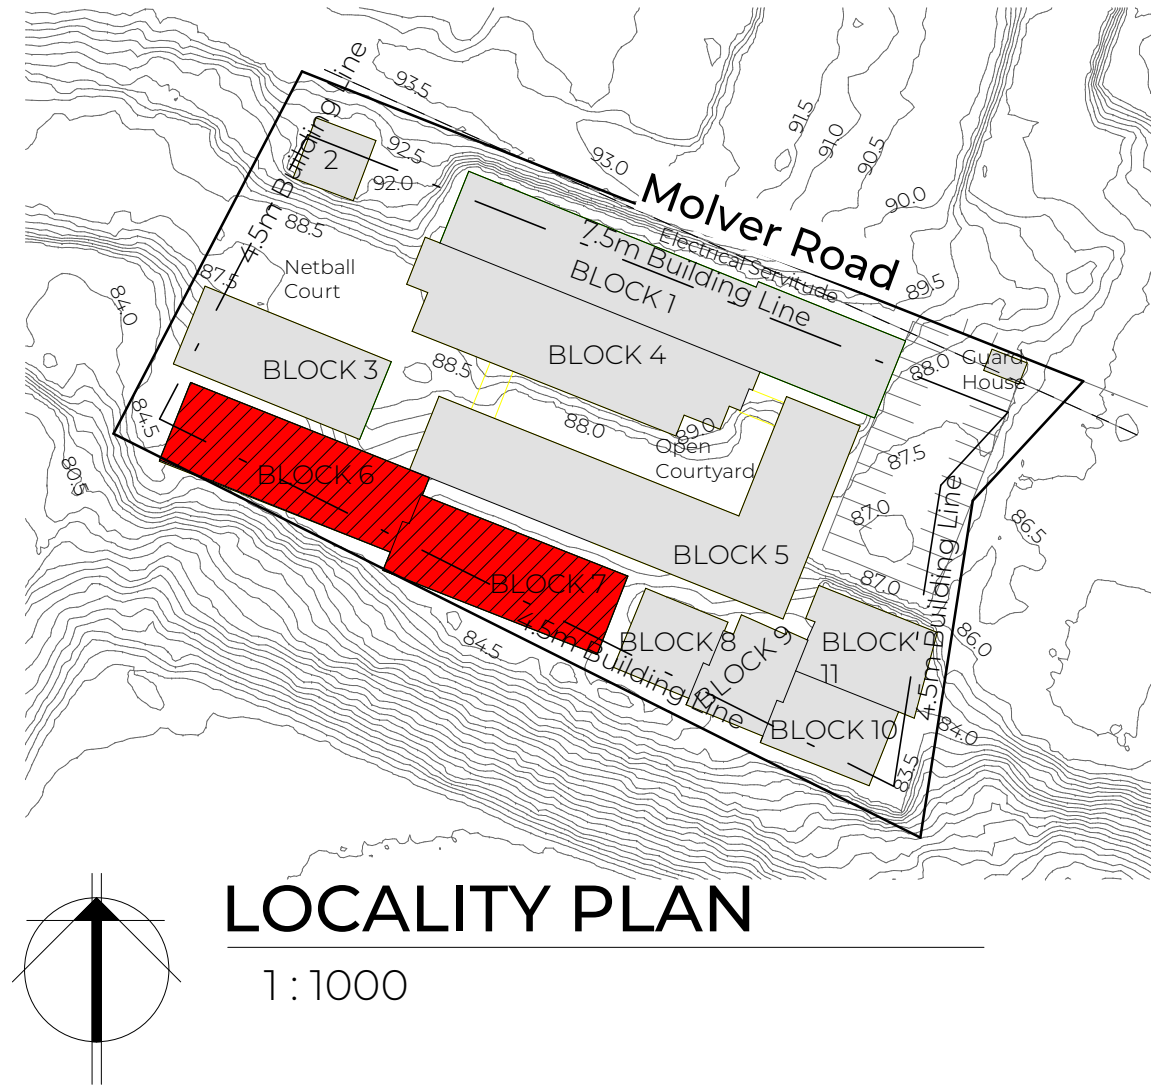 93.5
4.5m Building Line
92.5
2
92.0
93.0
91.5
91.0
90.5
90.0
Molver Road
88.5
Electrical Servitude
7.5m Building Line
89.5
Netball
Court
87.5
84.0
BLOCK 1
BLOCK 4
BLOCK 3
88.5
Guard
House
88.0
84.5
88.0
89.0
Open
Courtyard
87.5
80.5
BLOCK 6
87.0
86.5
4.5m Building Line
BLOCK 5
BLOCK 7
87.0
84.5
4.5m Building Line
BLOCK 8
BLOCK 9
BLOCK
11
86.0
BLOCK 10
84.0
83.5
LOCALITY PLAN
1 : 1000